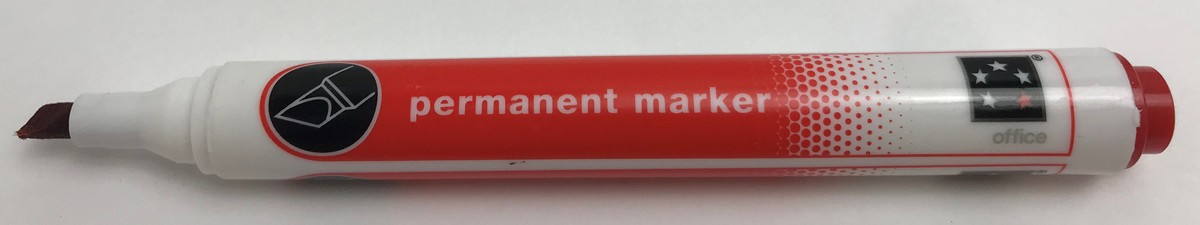 permanent marker
®
office